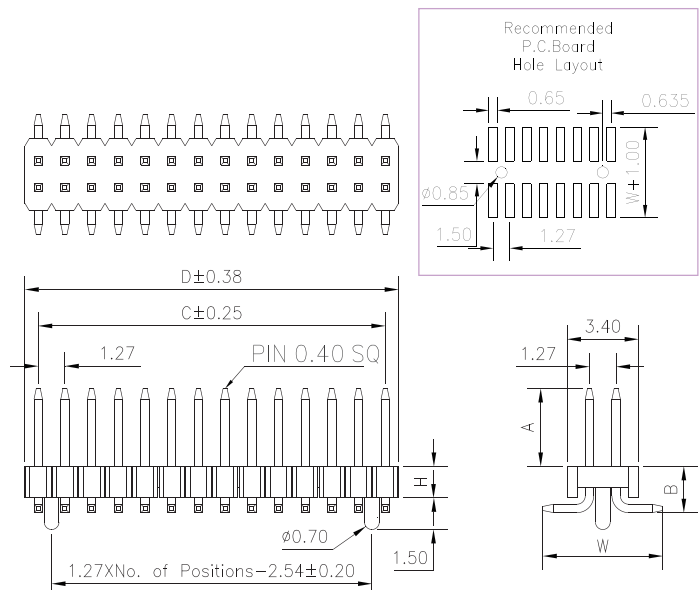 Recommended
P.C.Board
Hole Layout
0.65
0.635
W+1.00
ø0.85
1.50
1.27
D±0.38
C±0.25
1.27
PIN 0.40 SQ
3.40
1.27
A
H
B
ø0.70
1.50
W
1.27XNo. of Positions-2.54±0.20